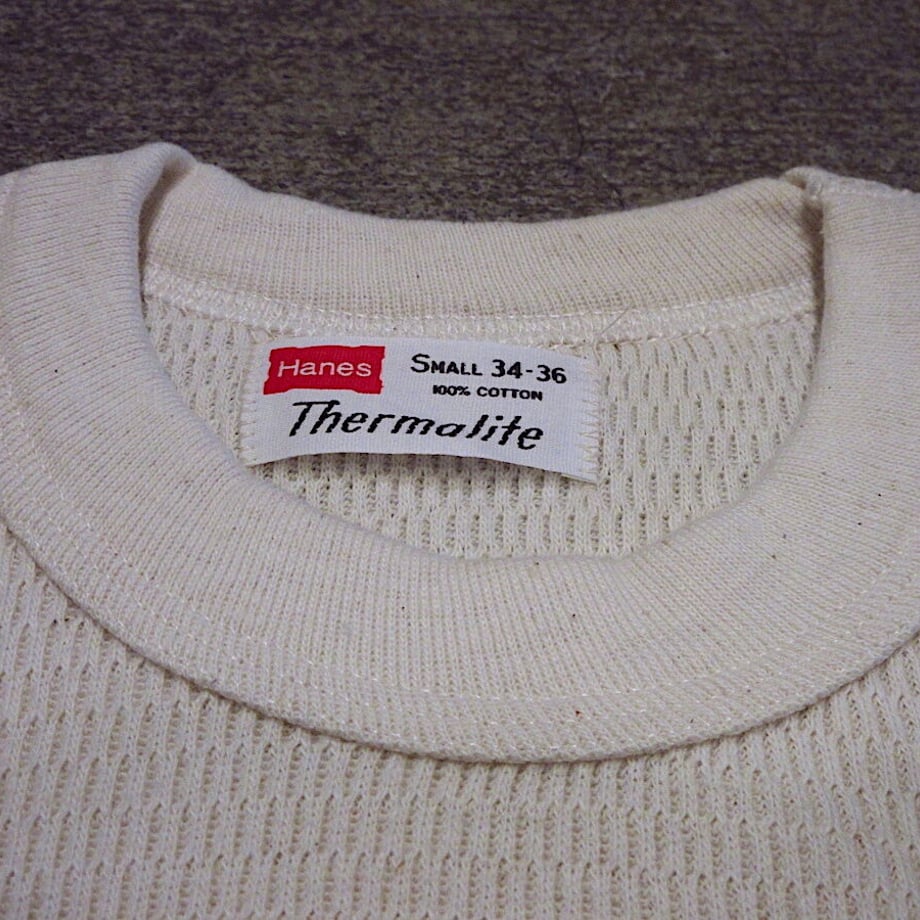 Hanes
SMALL 34-36
100% COTTON
Thermalite